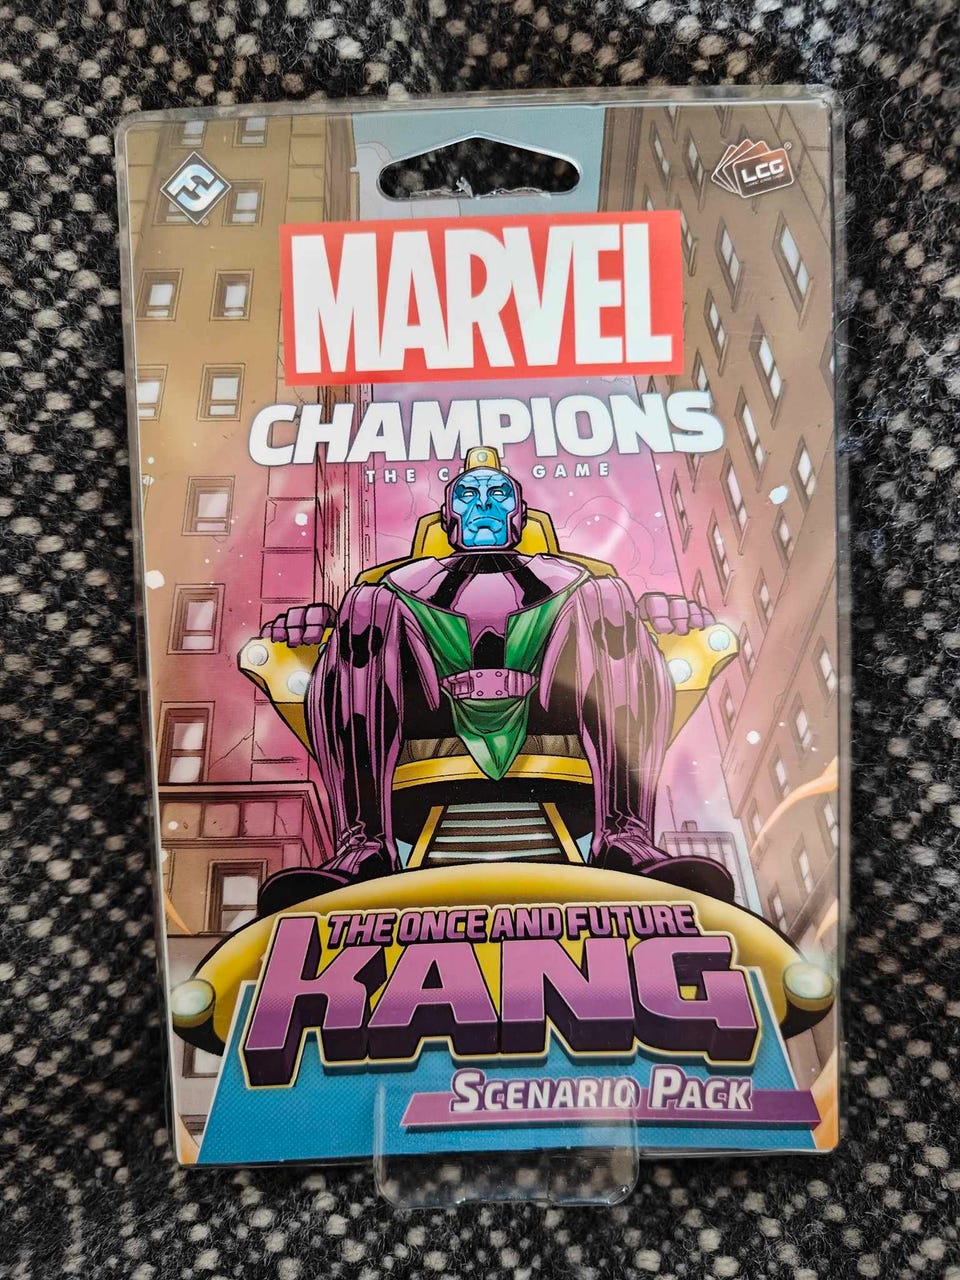 LCG
MARVEL
CHAMPIONS
THE CARD GAME
THE ONCE AND FUTURE
KANG
SCENARIO PACK